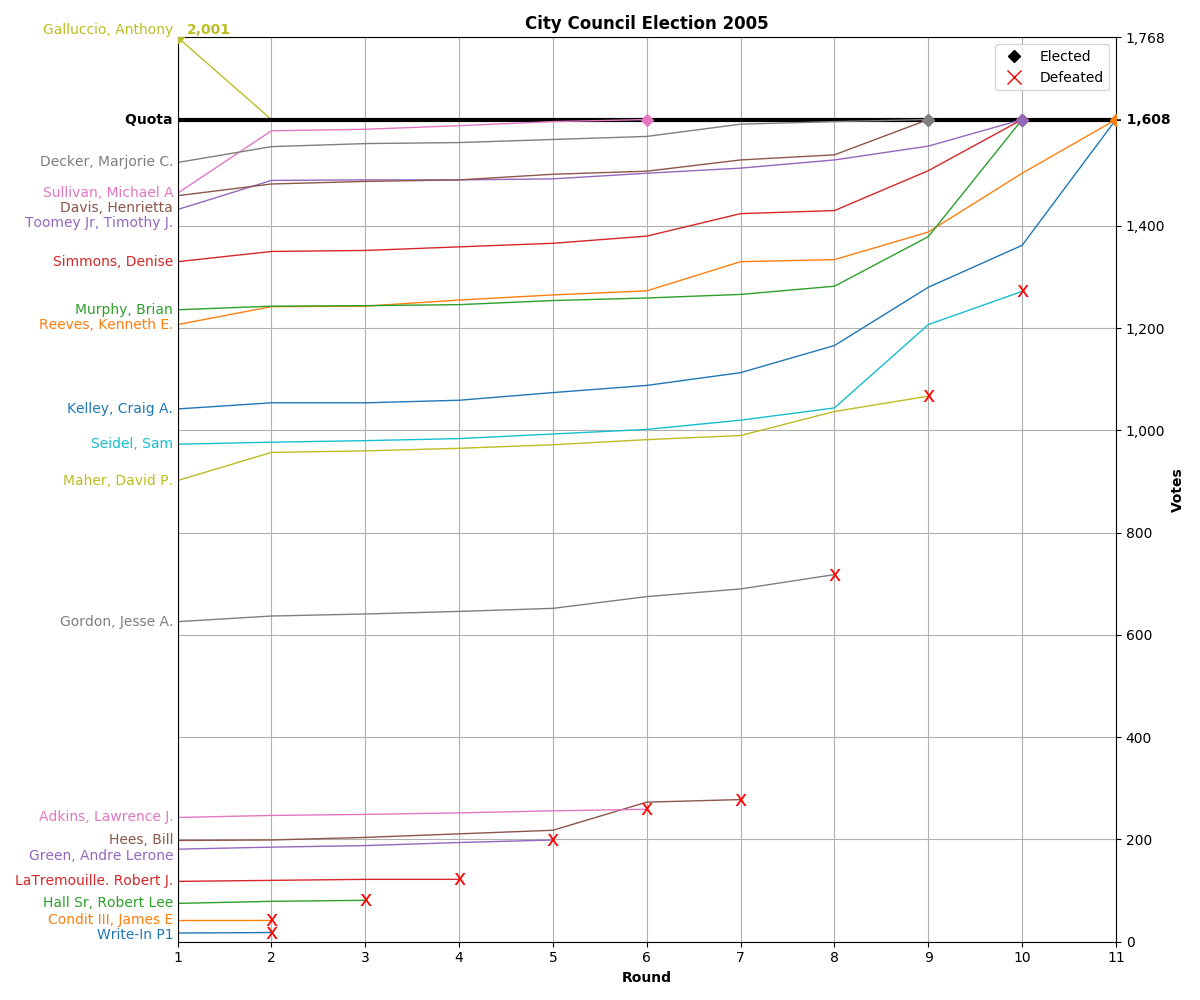 City Council Election 2005
Galluccio, Anthony 2,001
1,768
Elected
Defeated
Quota
1,608
Decker, Marjorie C.
Sullivan, Michael A
Davis, Henrietta
Toomey Jr, Timothy J.
1,400
Simmons, Denise
Murphy, Brian
Reeves, Kenneth E.
1,200
Kelley, Craig A.
Seidel, Sam
1,000
Maher, David P.
Votes
800
Gordon, Jesse A.
600
400
Adkins, Lawrence J.
Hees, Bill
200
Green, Andre Lerone
LaTremouille. Robert J.
Hall Sr, Robert Lee
Condit III, James E
Write-In P1
0
1 2 3 4 5 6 7 8 9 10 11
Round